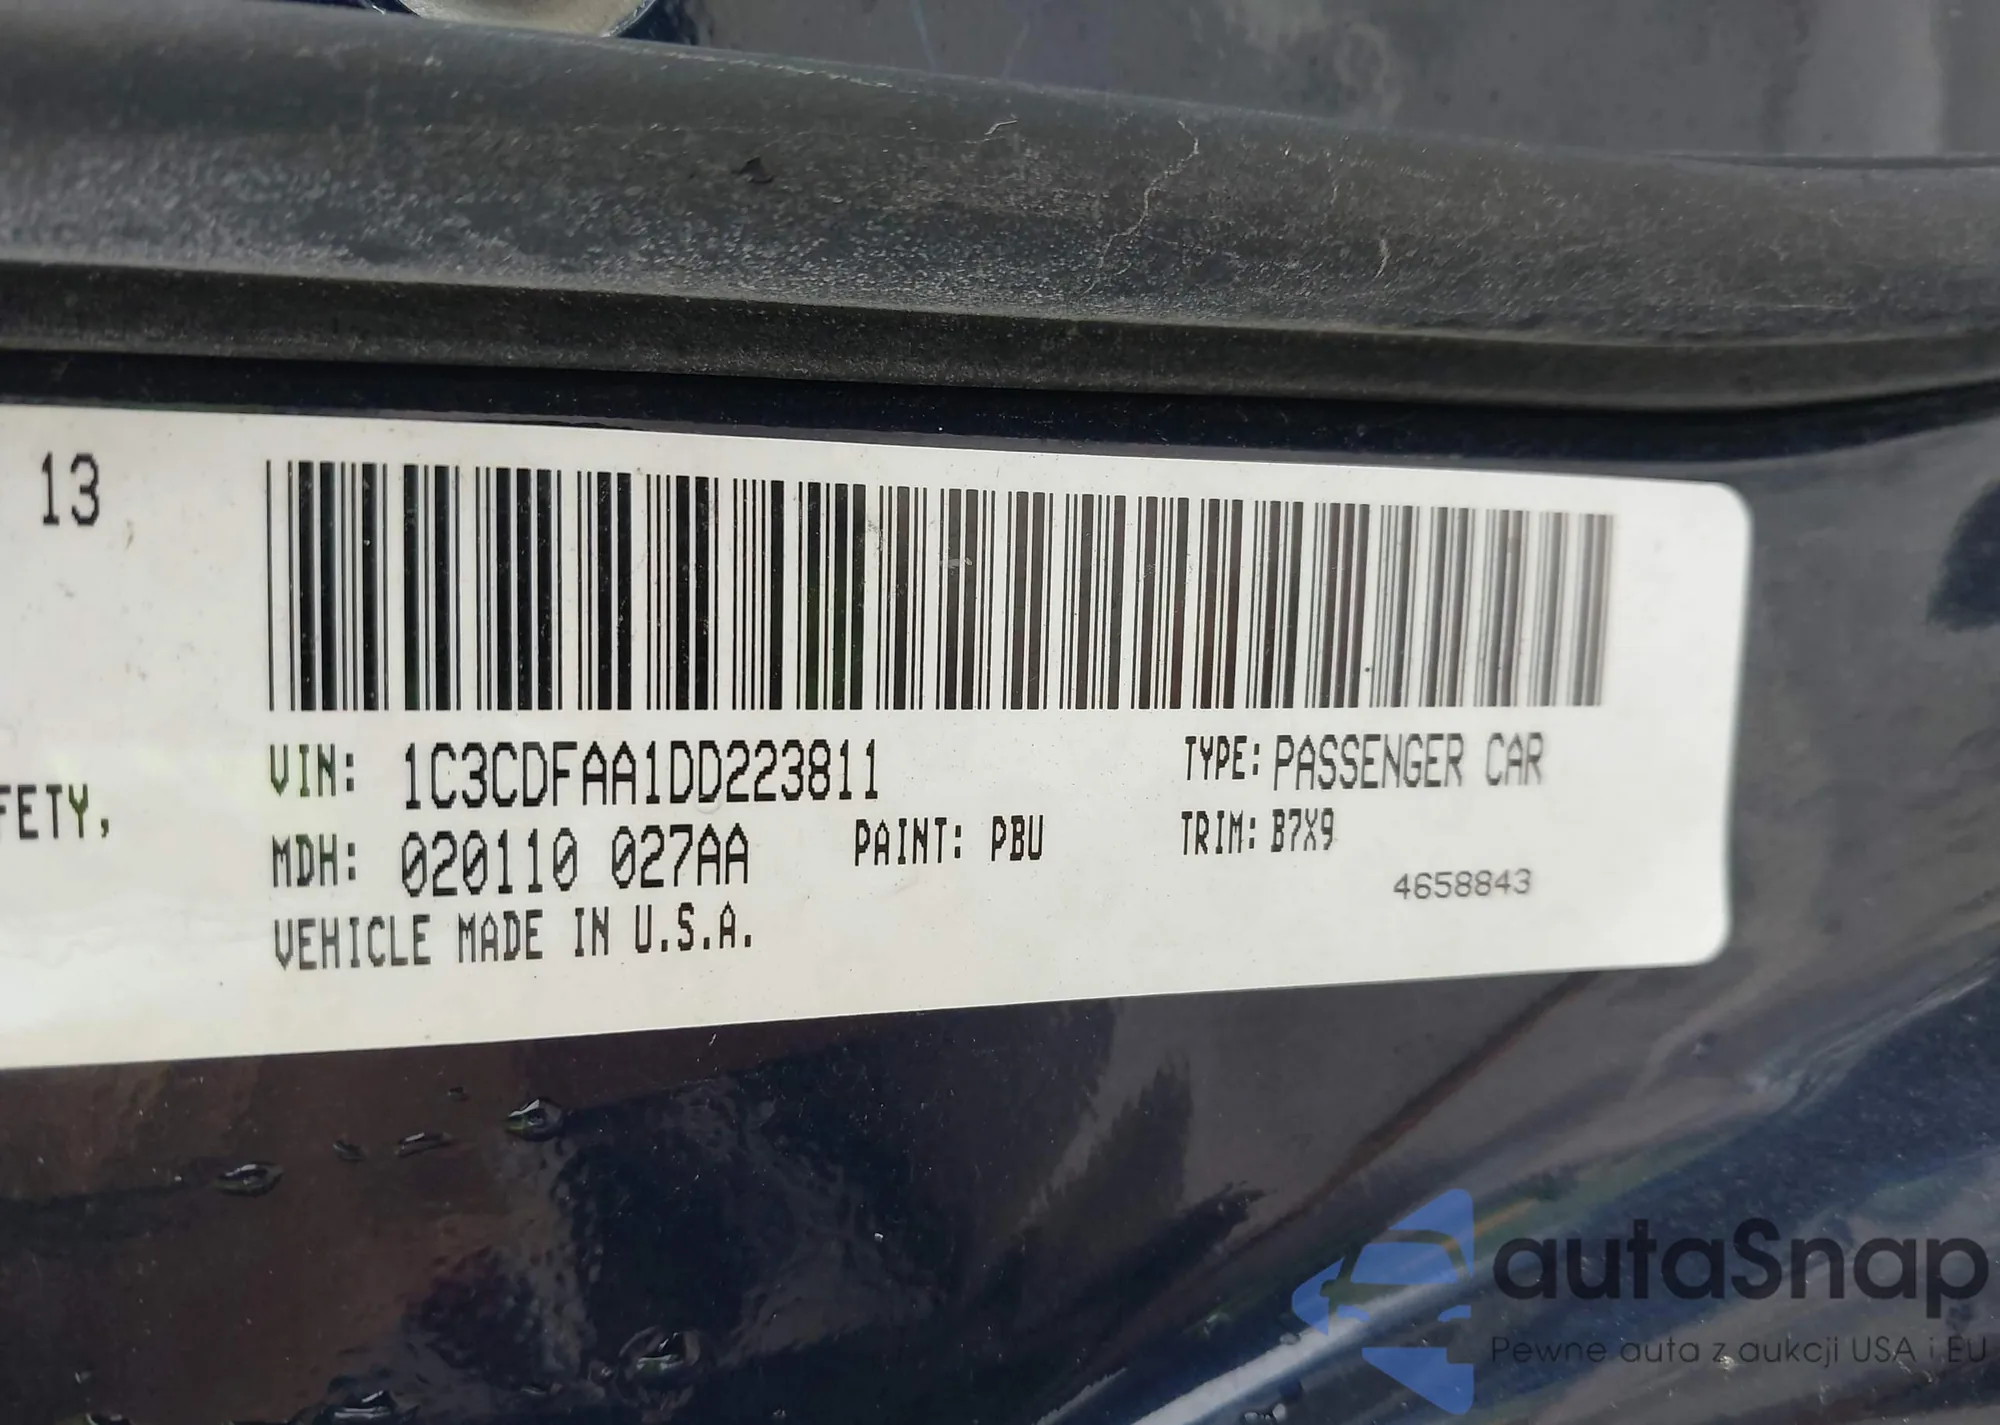 13
FETY,
VIN: 1C3CDFAA1DD223811 TYPE: PASSENGER CAR
MDH: 020110 027AA PAINT: PBU TRIM: B7X9
4658843
VEHICLE MADE IN U.S.A.
autaSnap
Pewne auta z aukcji USA i EU